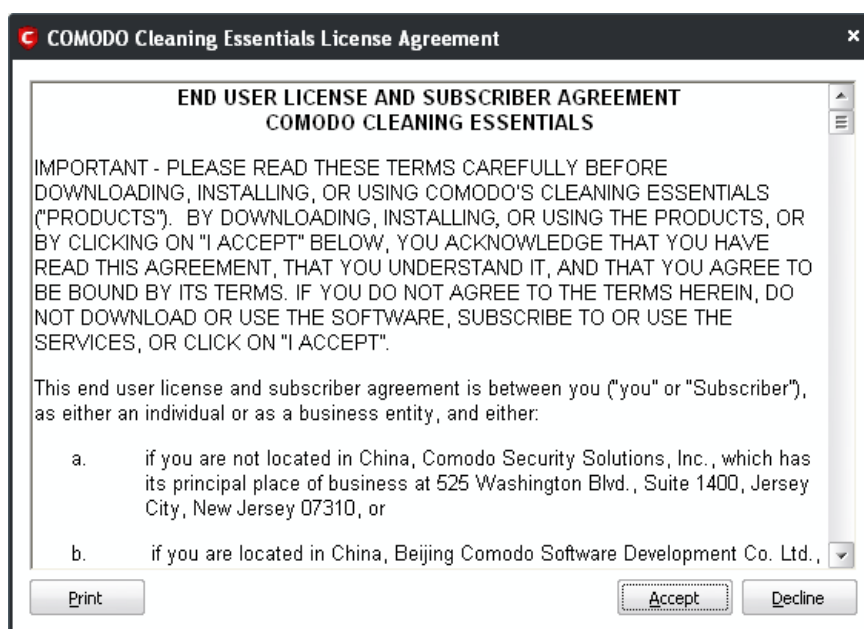 COMODO Cleaning Essentials License Agreement
END USER LICENSE AND SUBSCRIBER AGREEMENT
COMODO CLEANING ESSENTIALS
IMPORTANT - PLEASE READ THESE TERMS CAREFULLY BEFORE
DOWNLOADING, INSTALLING, OR USING COMODO'S CLEANING ESSENTIALS
("PRODUCTS"). BY DOWNLOADING, INSTALLING, OR USING THE PRODUCTS, OR
BY CLICKING ON "I ACCEPT" BELOW, YOU ACKNOWLEDGE THAT YOU HAVE
READ THIS AGREEMENT, THAT YOU UNDERSTAND IT, AND THAT YOU AGREE TO
BE BOUND BY ITS TERMS. IF YOU DO NOT AGREE TO THE TERMS HEREIN, DO
NOT DOWNLOAD OR USE THE SOFTWARE, SUBSCRIBE TO OR USE THE
SERVICES, OR CLICK ON "I ACCEPT".
This end user license and subscriber agreement is between you ("you" or "Subscriber"),
as either an individual or as a business entity, and either:
a. if you are not located in China, Comodo Security Solutions, Inc., which has
its principal place of business at 525 Washington Blvd., Suite 1400, Jersey
City, New Jersey 07310, or
b. if you are located in China, Beijing Comodo Software Development Co. Ltd.,
Print Accept Decline